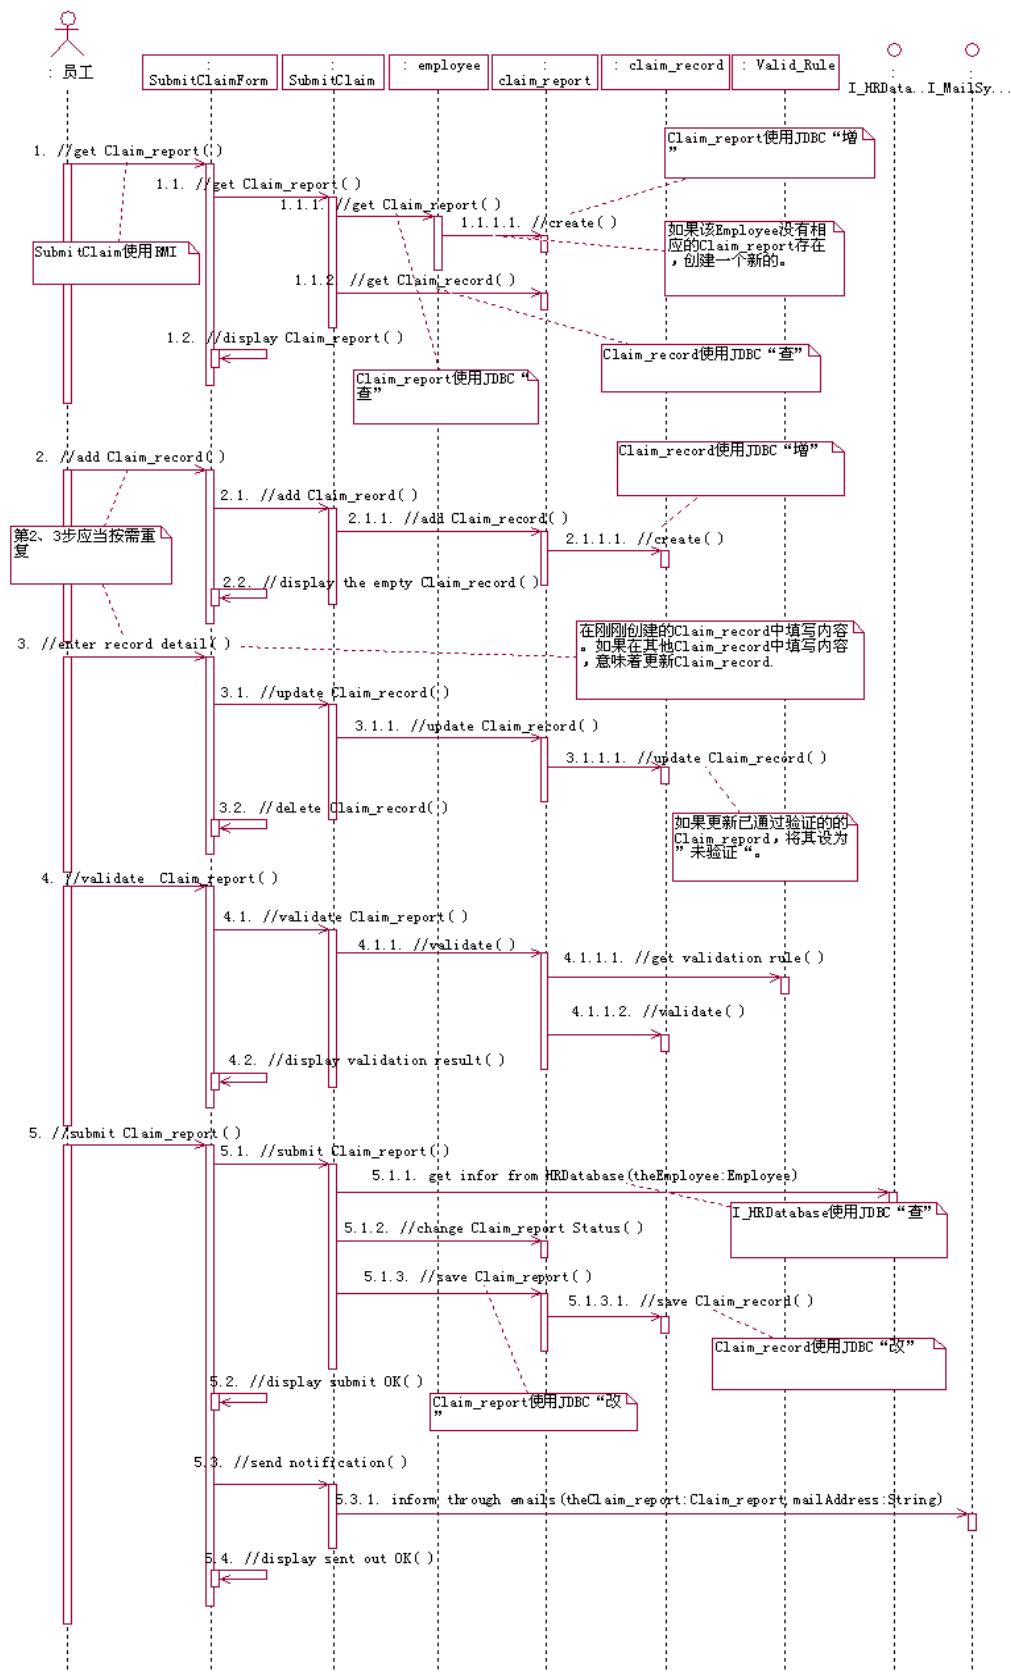 : 员工
:
SubmitClaimForm
:
SubmitClaim
: employee
:
claim_report
: claim_record
: Valid_Rule
:
I_HRData...
:
I_MailSy...
Claim_report使用JDBC“增
”
1. //get Claim_report( )
1.1. //get Claim_report( )
1.1.1. //get Claim_report( )
1.1.1.1. //create( )
如果该Employee没有相
应的Claim_report存在
，创建一个新的。
SubmitClaim使用RMI
1.1.2. //get Claim_record( )
1.2. //display Claim_report( )
Claim_record使用JDBC“查”
Claim_report使用JDBC“
查”
Claim_record使用JDBC“增”
2. //add Claim_record( )
2.1. //add Claim_reord( )
2.1.1. //add Claim_record( )
第2、3步应当按需重
复
2.1.1.1. //create( )
2.2. //display the empty Claim_record( )
在刚刚创建的Claim_record中填写内容
。如果在其他Claim_record中填写内容
，意味着更新Claim_record.
3. //enter record detail( )
3.1. //update Claim_record( )
3.1.1. //update Claim_record( )
3.1.1.1. //update Claim_record( )
3.2. //delete Claim_record( )
如果更新已通过验证的的
Claim_repord，将其设为
”未验证“。
4. //validate  Claim_report( )
4.1. //validate Claim_report( )
4.1.1. //validate( )
4.1.1.1. //get validation rule( )
4.1.1.2. //validate( )
4.2. //display validation result( )
5. //submit Claim_report( )
5.1. //submit Claim_report( )
5.1.1. get infor from HRDatabase(theEmployee:Employee)
I_HRDatabase使用JDBC“查”
5.1.2. //change Claim_report Status( )
5.1.3. //save Claim_report( )
5.1.3.1. //save Claim_record( )
Claim_record使用JDBC“改”
5.2. //display submit OK( )
Claim_report使用JDBC“改
”
5.3. //send notification( )
5.3.1. inform through emails(theClaim_report:Claim_report,mailAddress:String)
5.4. //display sent out OK( )